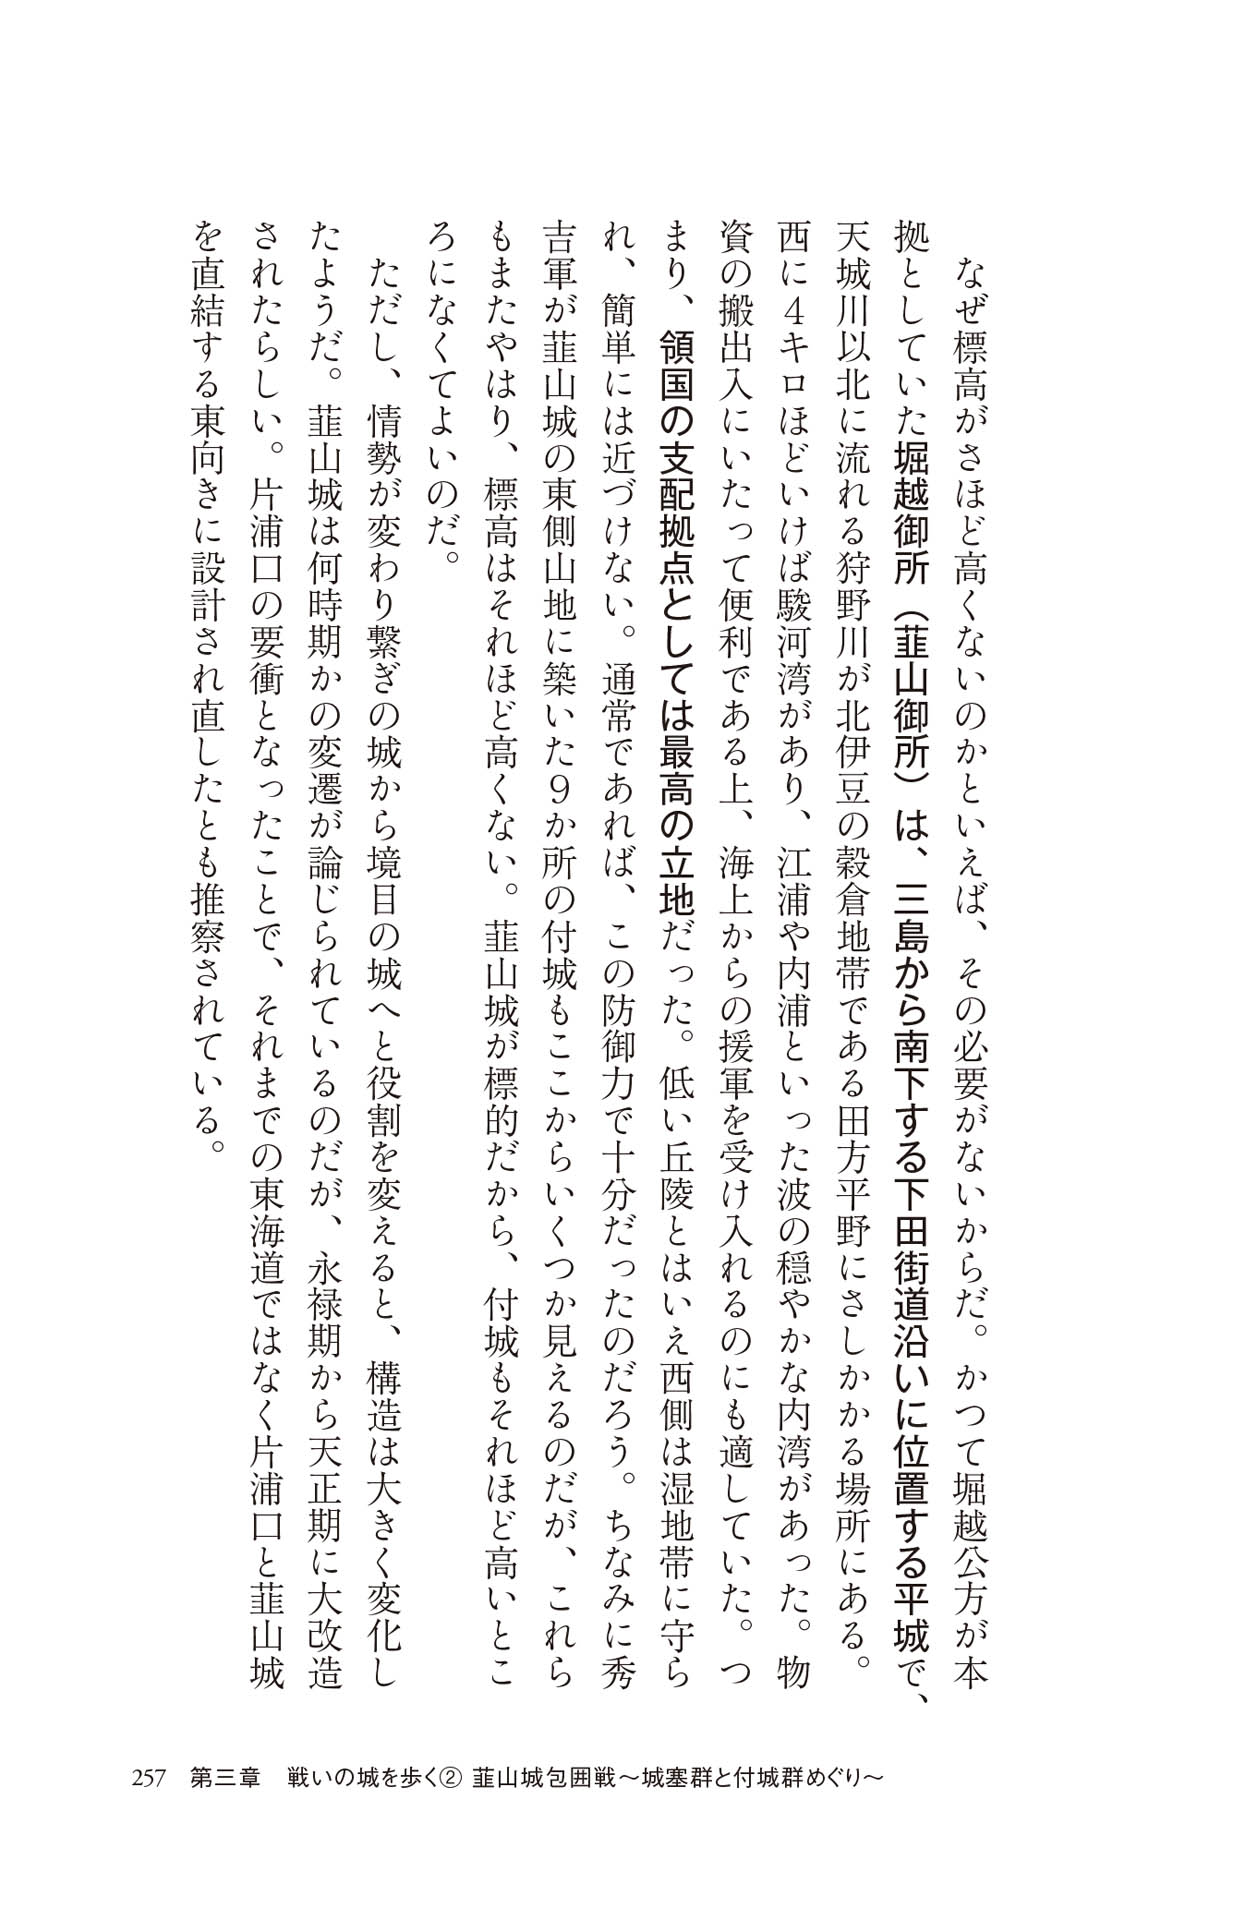 なぜ標高がさほど高くないのかといえば、その必要がないからだ。かつて堀越公方が本
拠としていた堀越御所（韮山御所）は、三島から南下する下田街道沿いに位置する平城で、
天城川以北に流れる狩野川が北伊豆の穀倉地帯である田方平野にさしかかる場所にある。
西に4キロほどいけば駿河湾があり、江浦や内浦といった波の穏やかな内湾があった。物
資の搬出入にいたって便利である上、海上からの援軍を受け入れるのにも適していた。つ
まり、領国の支配拠点としては最高の立地だった。低い丘陵とはいえ西側は湿地帯に守ら
れ、簡単には近づけない。通常であれば、この防御力で十分だったのだろう。ちなみに秀
吉軍が韮山城の東側山地に築いた9か所の付城もここからいくつか見えるのだが、これら
もまたやはり、標高はそれほど高くない。韮山城が標的だから、付城もそれほど高いとこ
ろになくてよいのだ。
ただし、情勢が変わり繋ぎの城から境目の城へと役割を変えると、構造は大きく変化し
たようだ。韮山城は何時期かの変遷が論じられているのだが、永禄期から天正期に大改造
されたらしい。片浦口の要衝となったことで、それまでの東海道ではなく片浦口と韮山城
を直結する東向きに設計され直したとも推察されている。
257 第三章 戦いの城を歩く② 韮山城包囲戦〜城塞群と付城群めぐり〜